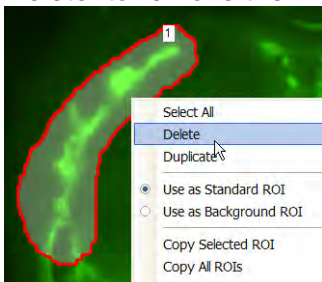 1
Select All
Delete
Duplicate
Use as Standard ROI
Use as Background ROI
Copy Selected ROI
Copy All ROIs